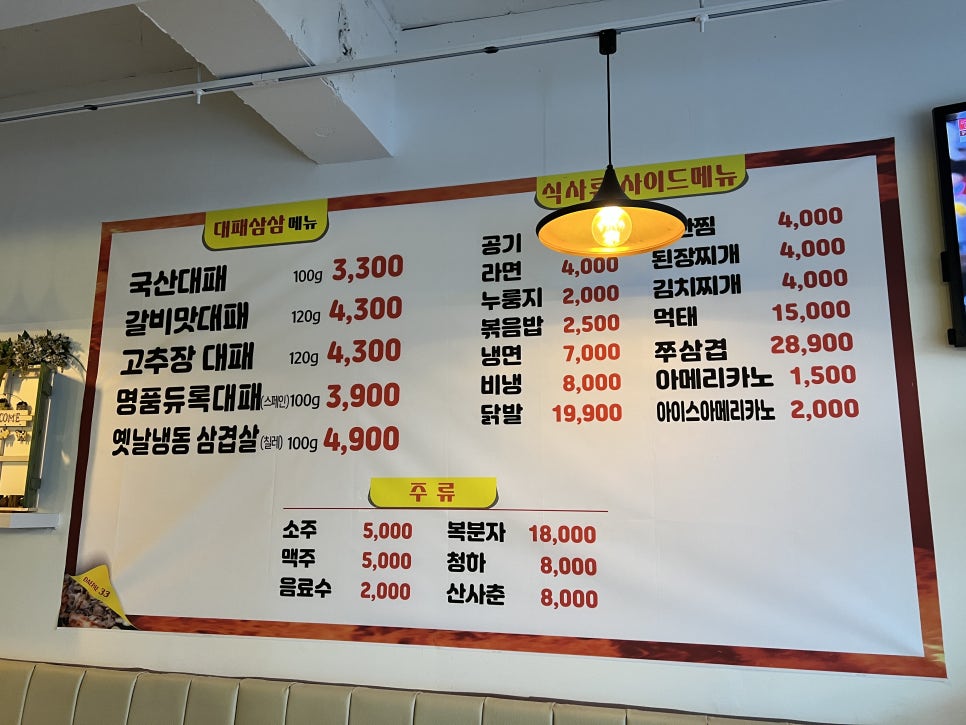 대패삼삼 메뉴
국산대패 100g 3,300
갈비맛대패 120g 4,300
고추장 대패 120g 4,300
명품듀록대패(스페인)100g 3,900
옛날냉동 삼겹살(칠레) 100g 4,900
사이드메뉴
공기
라면 4,000
누룽지 2,000
볶음밥 2,500
냉면 7,000
비냉 8,000
닭발 19,900
4,000
된장찌개 4,000
김치찌개 4,000
먹태 15,000
쭈삼겹 28,900
아메리카노 1,500
아이스아메리카노 2,000
주류
소주 5,000
맥주 5,000
음료수 2,000
복분자 18,000
청하 8,000
산사춘 8,000
DAEPAE 33